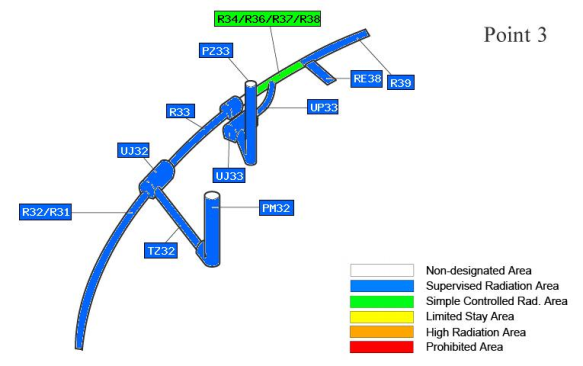 R34/R36/R37/R38
Point 3
PZ33
RE38
R39
UP33
R33
UJ32
UJ33
R32/R31
PM32
TZ32
Non-designated Area
Supervised Radiation Area
Simple Controlled Rad. Area
Limited Stay Area
High Radiation Area
Prohibited Area